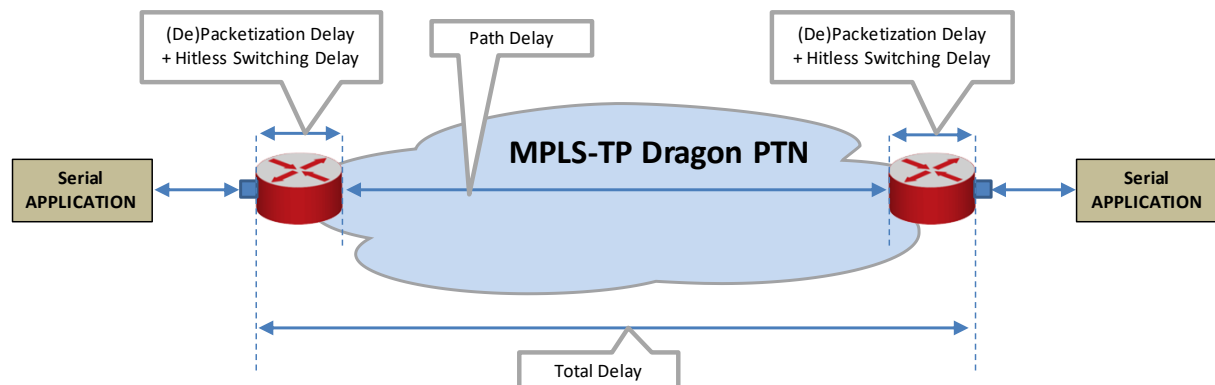 (De)Packetization Delay
+ Hitless Switching Delay
Path Delay
(De)Packetization Delay
+ Hitless Switching Delay
MPLS-TP Dragon PTN
Serial
APPLICATION
Serial
APPLICATION
Total Delay